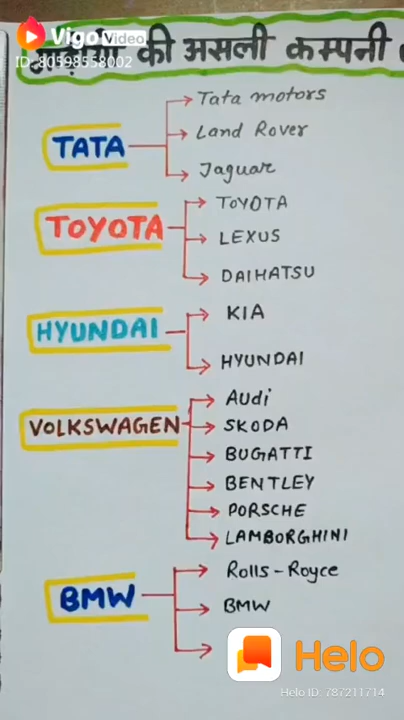 Vigo Video
ID: 80598558002
की असली कम्पनी
TATA
Tata motors
Land Rover
Jaguar
TOYOTA
TOYOTA
LEXUS
DAIHATSU
HYUNDAI
KIA
HYUNDAI
VOLKSWAGEN
AUdi
SKODA
BUGATTI
BENTLEY
PORSCHE
LAMBORGHINI
BMW
Rolls-Royce
BMW
Helo
Helo ID: 787211714